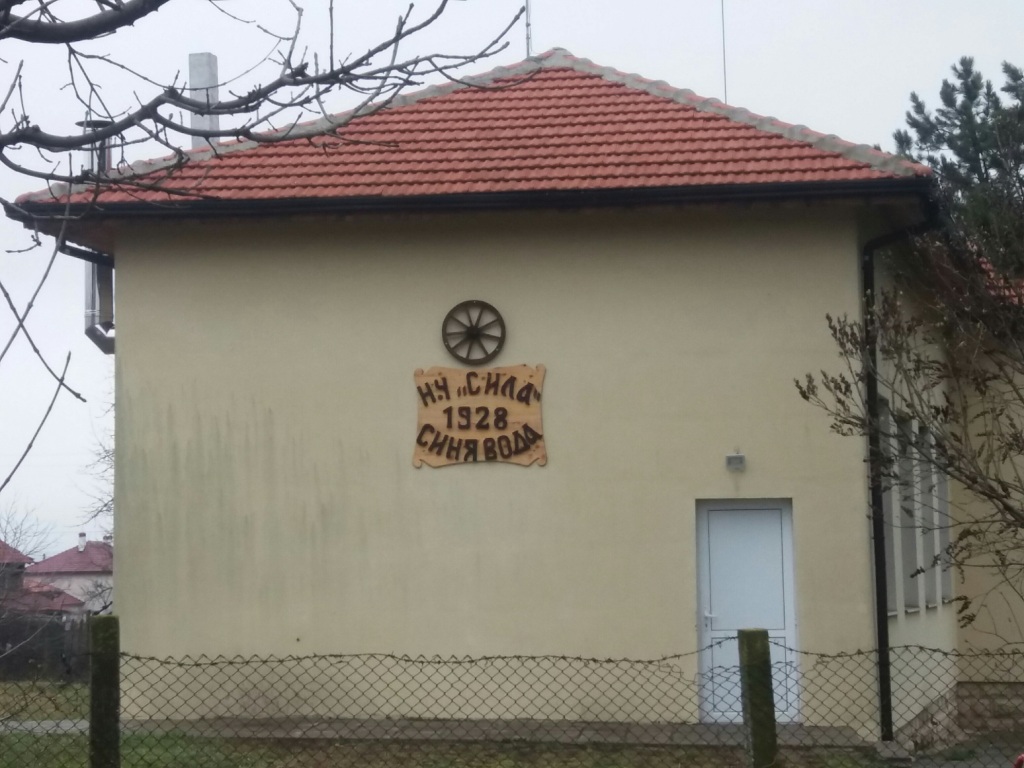 Н.Ч „СИЛА"
1928
СИНЯ ВОДА